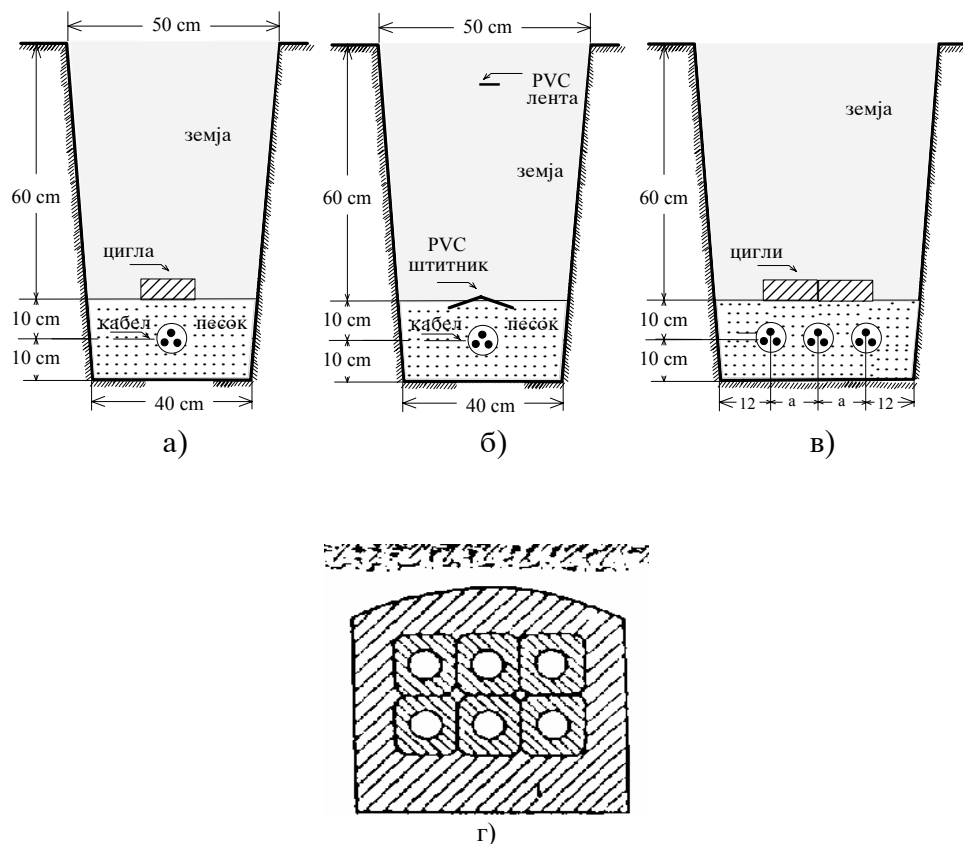 50 cm
земја
60 cm
цигла
10 cm
кабел песок
10 cm
40 cm
а)
50 cm
PVC
лента
земја
60 cm
PVC
штитник
10 cm
кабел песок
10 cm
40 cm
б)
земја
60 cm
цигли
10 cm
10 cm
12 a a 12
в)
г)